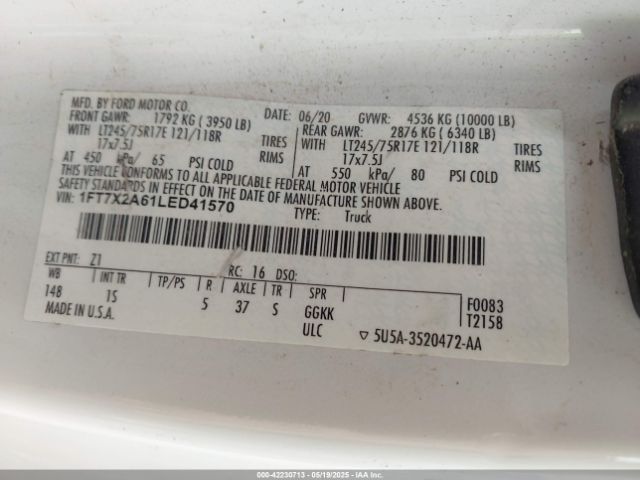 MFD. BY FORD MOTOR CO. DATE: 06/20 GVWR: 4536 KG (10000 LB)
FRONT GAWR: 1792 KG ( 3950 LB) REAR GAWR: 2876 KG ( 6340 LB)
WITH LT245/75R17E 121/118R TIRES WITH LT245/75R17E 121/118R TIRES
17x7.5J RIMS 17x7.5J RIMS
AT 450 kPa/ 65 PSI COLD AT 550 kPa/ 80 PSI COLD
THIS VEHICLE CONFORMS TO ALL APPLICABLE FEDERAL MOTOR VEHICLE
SAFETY STANDARDS IN EFFECT ON THE DATE OF MANUFACTURE SHOWN ABOVE.
VIN: 1FT7X2A61LED41570
TYPE: Truck
EXT PNT: Z1 RC: 16 DSO:
WB INT TR TP/PS R AXLE TR SPR
148 15 5 37 S GGKK
ULC
F0083
T2158
MADE IN U.S.A. ▽ 5U5A-3520472-AA
000-42230713 - 05/19/2025 - IAAI.COM